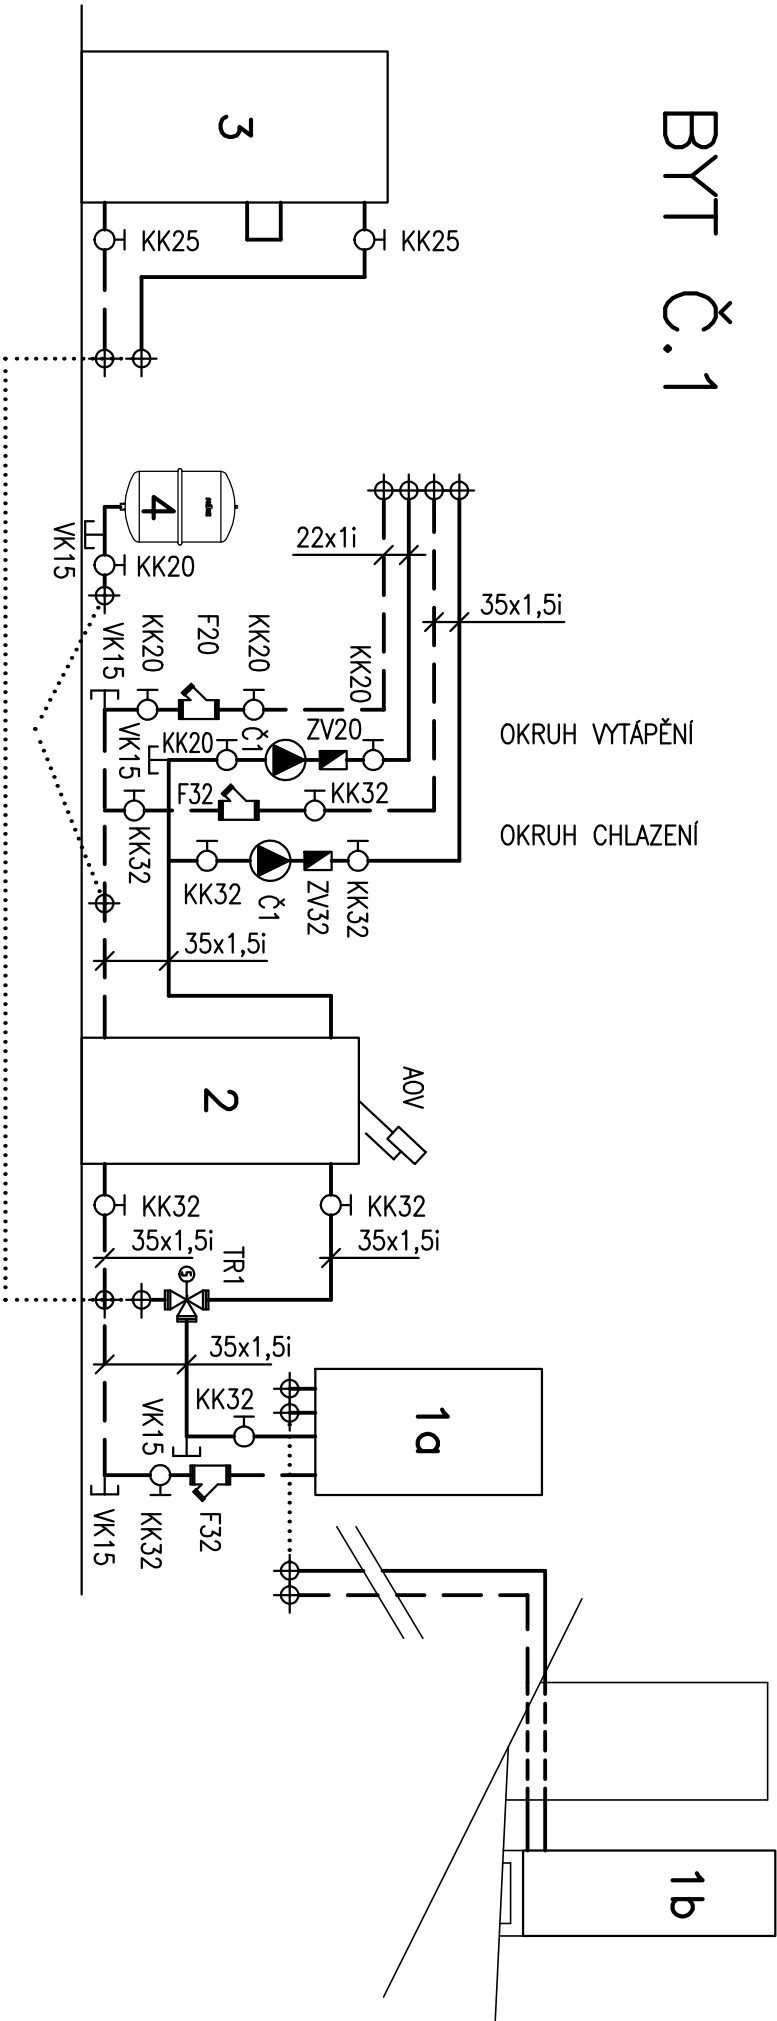 BYT Č.1
3
KK25
KK25
4
VK15
KK20
22x1i
35x1,5i
VK15
KK20
F20
KK20
KK20
OKRUH VYTÁPĚNÍ
VK15
KK20
Č1
ZV20
F32
KK32
KK32
OKRUH CHLAZENÍ
KK32
Č1
ZV32
KK32
35x1,5i
2
AOV
KK32
KK32
35x1,5i
35x1,5i
TR1
35x1,5i
KK32
1a
VK15
VK15
KK32
F32
1b